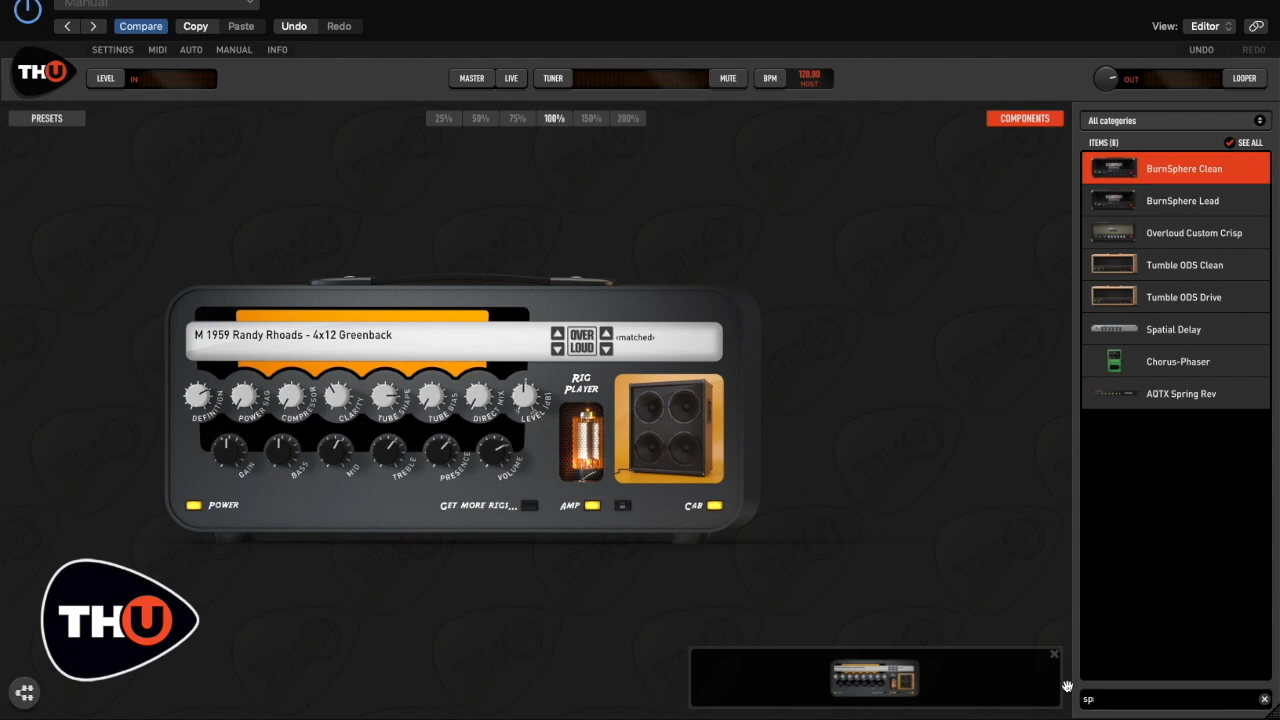 Manual
Compare
Copy
Paste
Undo
Redo
View:
Editor
SETTINGS
MIDI
AUTO
MANUAL
INFO
UNDO
REDO
THU
LEVEL
IN
MASTER
LIVE
TUNER
MUTE
BPM
120.00
HOST
OUT
LOOPER
PRESETS
25%
50%
75%
100%
150%
200%
COMPONENTS
All categories
ITEMS (8)
SEE ALL
BurnSphere Clean
BurnSphere Lead
Overloud Custom Crisp
Tumble ODS Clean
Tumble ODS Drive
Spatial Delay
Chorus-Phaser
AQTX Spring Rev
M 1959 Randy Rhoads - 4x12 Greenback
OVER
LOUD
<matched>
RIG
PLAYER
DEFINITION
POWER SAG
COMPRESSOR
CLARITY
TUBE SHAPE
TUBE BIAS
DIRECT MIX
LEVEL (dB)
GAIN
BASS
MID
TREBLE
PRESENCE
VOLUME
POWER
GET MORE RIGS...
AMP
CAB
THU
sp